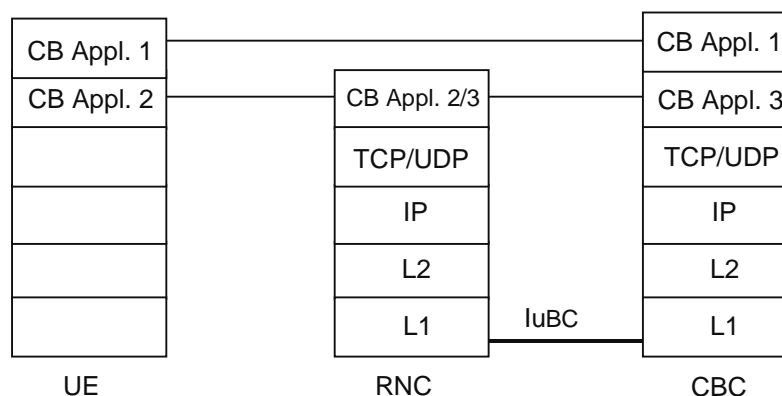 CB Appl. 1
CB Appl. 1
CB Appl. 2
CB Appl. 2/3
CB Appl. 3
TCP/UDP
TCP/UDP
IP
IP
L2
L2
L1
IuBC
L1
UE
RNC
CBC